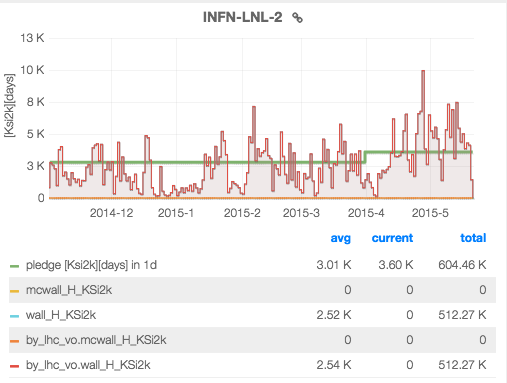 INFN-LNL-2
13 K
10 K
8 K
5 K
3 K
0
[Ksi2k][days]
2014-12 2015-1 2015-2 2015-3 2015-4 2015-5
avg current total
pledge [Ksi2k][days] in 1d 3.01 K 3.60 K 604.46 K
mcwall_H_KSi2k 0 0 0
wall_H_KSi2k 2.52 K 0 512.27 K
by_lhc_vo.mcwall_H_KSi2k 0 0 0
by_lhc_vo.wall_H_KSi2k 2.54 K 0 512.27 K